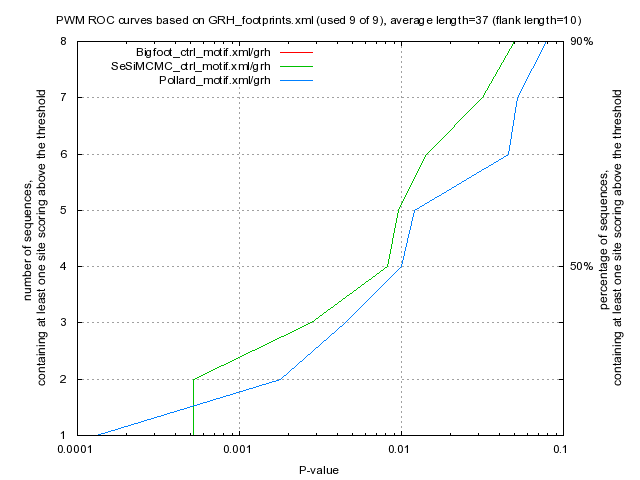 PWM ROC curves based on GRH_footprints.xml (used 9 of 9), average length=37 (flank length=10)
Bigfoot_ctrl_motif.xml/grh
SeSiMCMC_ctrl_motif.xml/grh
Pollard_motif.xml/grh
8
7
6
5
4
3
2
1
90%
50%
number of sequences,
containing at least one site scoring above the threshold
percentage of sequences,
containing at least one site scoring above the threshold
0.0001
0.001
0.01
0.1
P-value